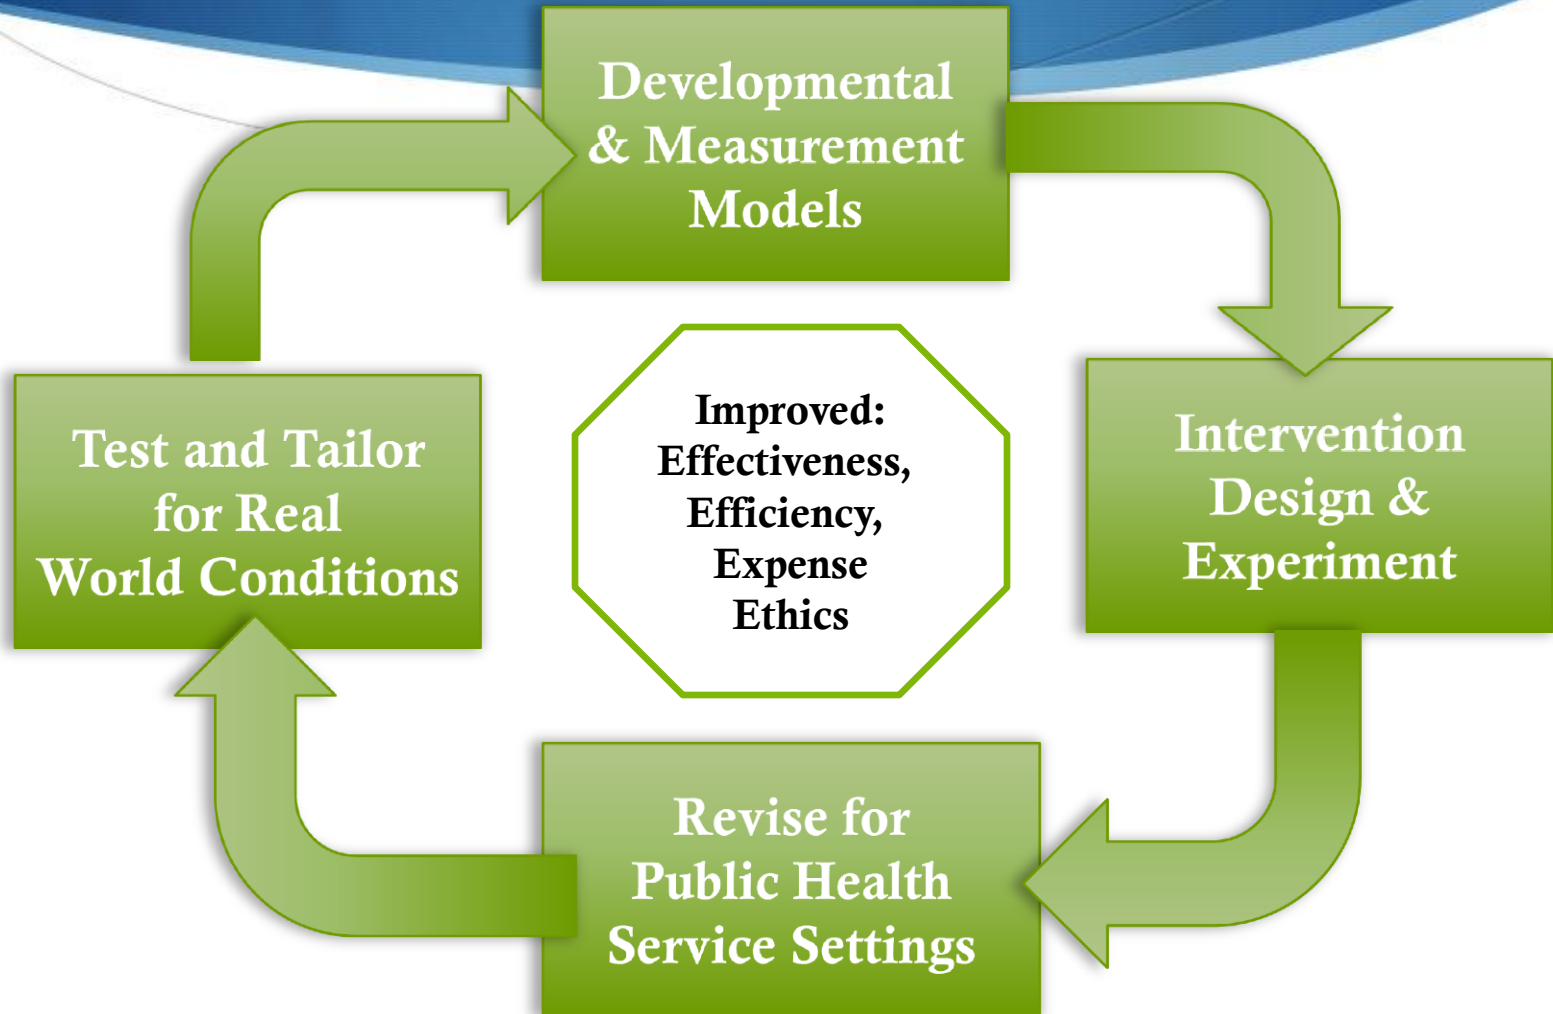 Developmental
& Measurement
Models
Intervention
Design &
Experiment
Revise for
Public Health
Service Settings
Test and Tailor
for Real
World Conditions
Improved:
Effectiveness,
Efficiency,
Expense
Ethics